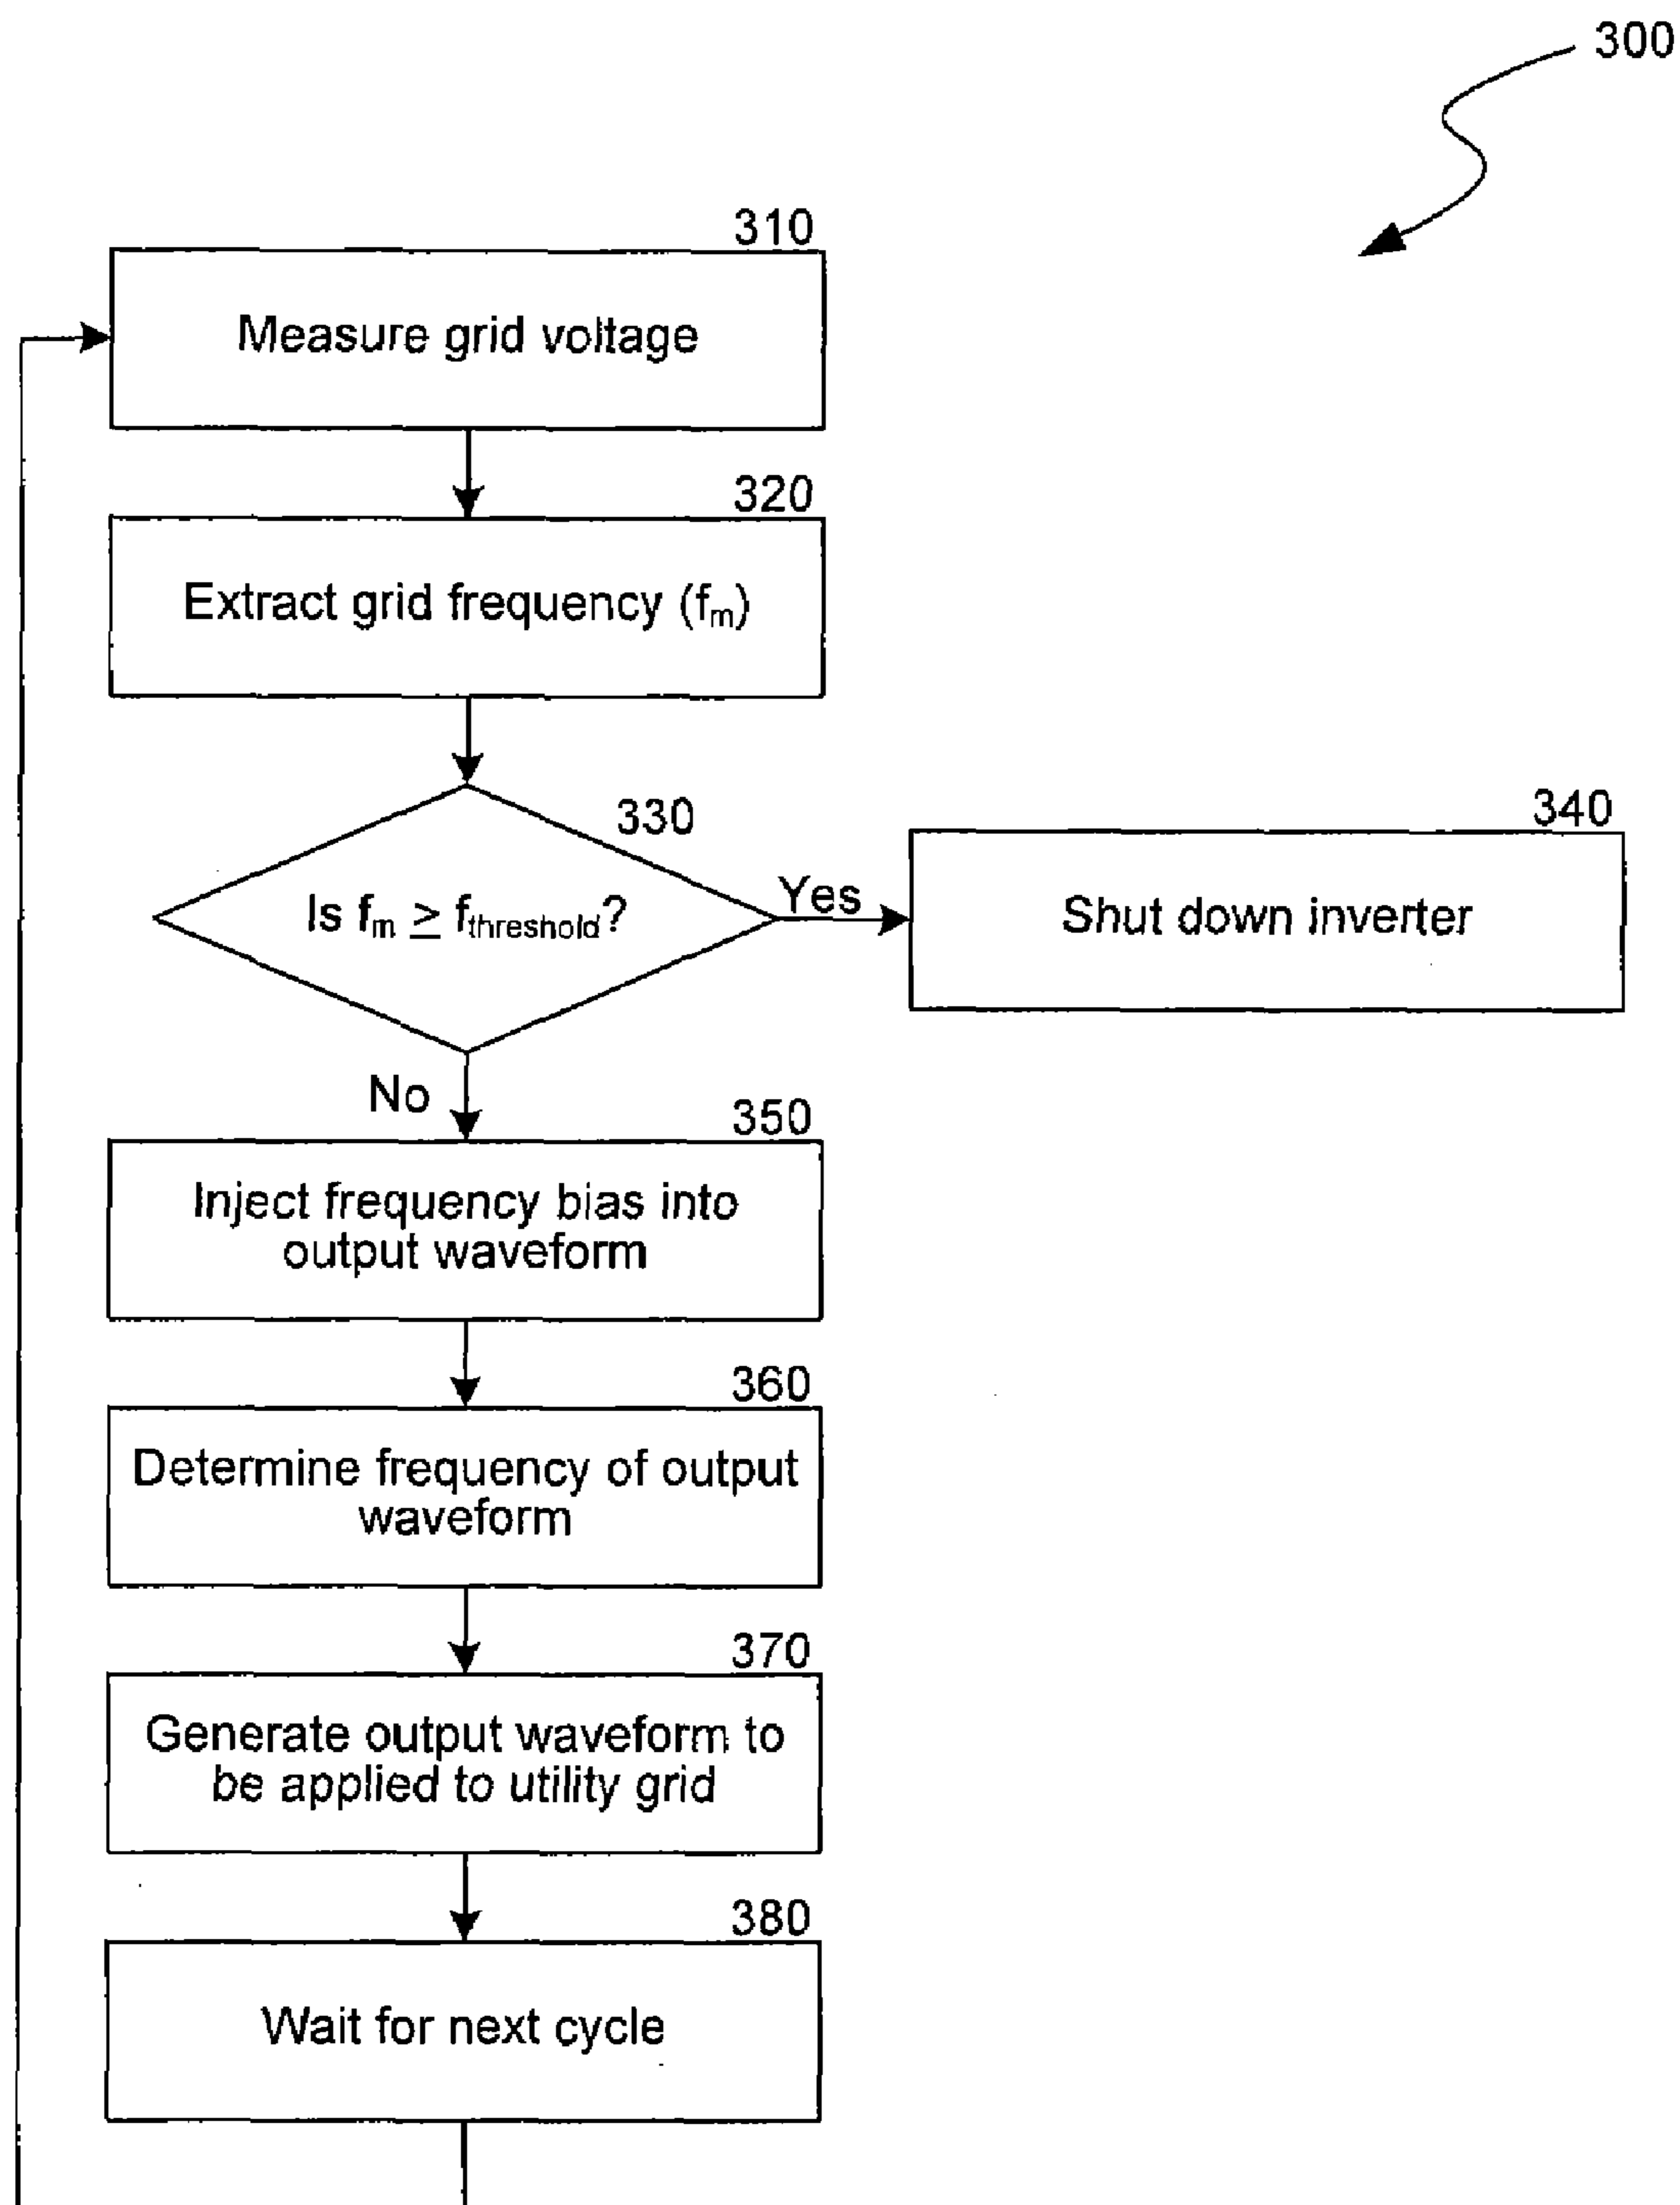 300
310
Measure grid voltage
320
Extract grid frequency (fm)
330
Is fm ≥ fthreshold?
Yes
340
Shut down inverter
No
350
Inject frequency bias into
output waveform
360
Determine frequency of output
waveform
370
Generate output waveform to
be applied to utility grid
380
Wait for next cycle